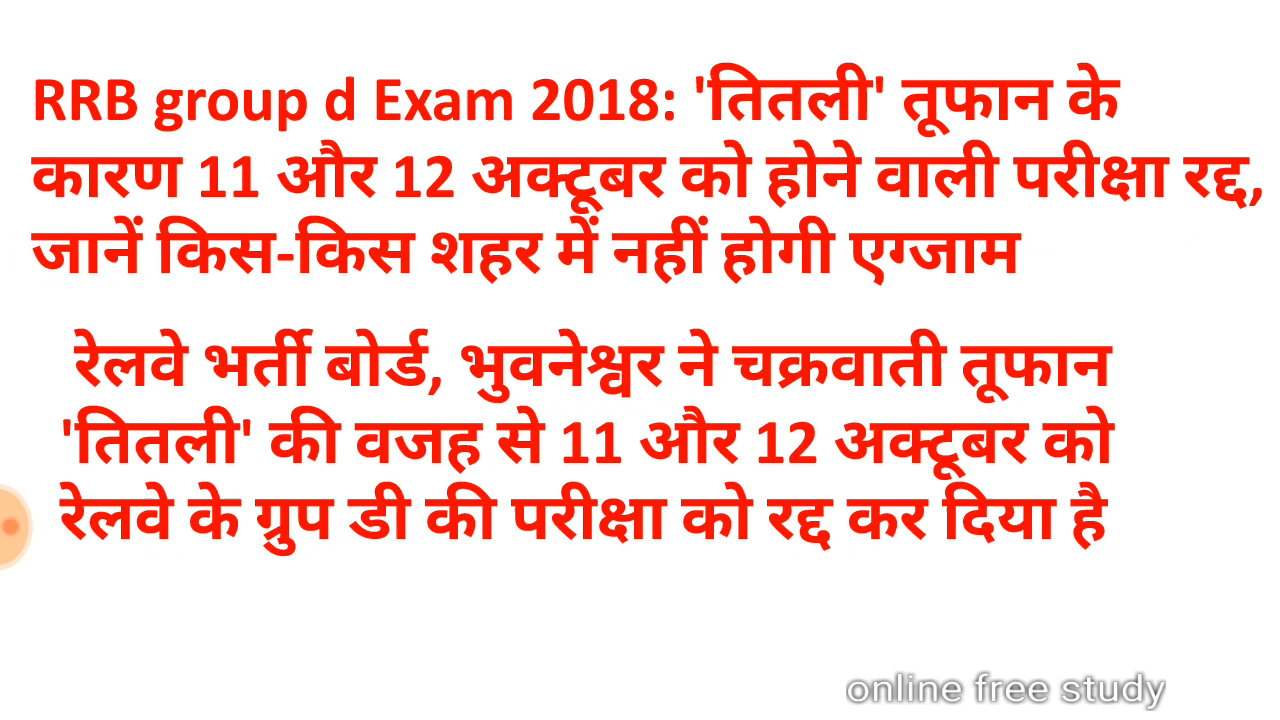 RRB group d Exam 2018: 'तितली' तूफान के
कारण 11 और 12 अक्टूबर को होने वाली परीक्षा रद्द,
जानें किस-किस शहर में नहीं होगी एग्जाम
रेलवे भर्ती बोर्ड, भुवनेश्वर ने चक्रवाती तूफान
'तितली' की वजह से 11 और 12 अक्टूबर को
रेलवे के ग्रुप डी की परीक्षा को रद्द कर दिया है
online free study